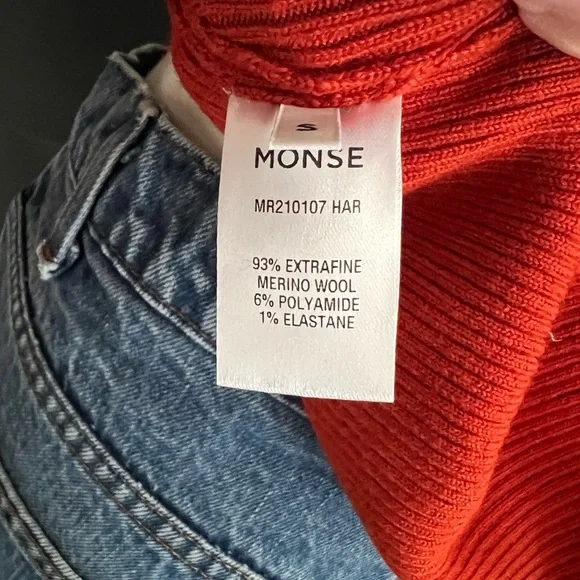 S
MONSE
MR210107 HAR
93% EXTRAFINE
MERINO WOOL
6% POLYAMIDE
1% ELASTANE